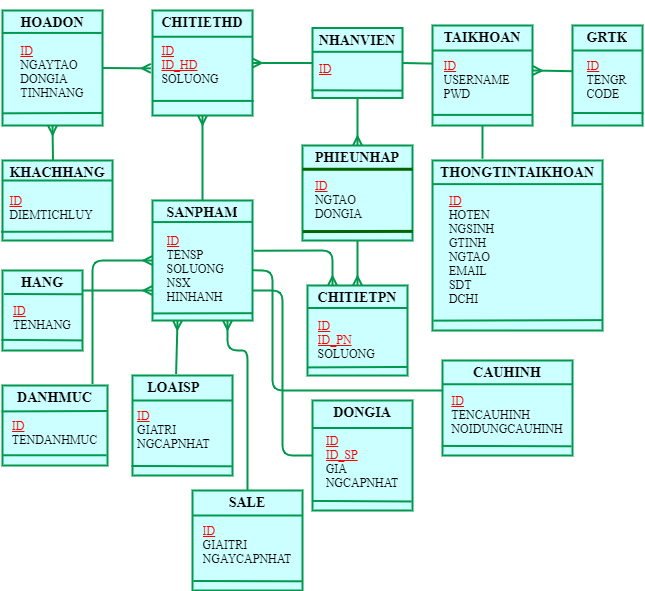 HOADON
ID
NGAYTAO
DONGIA
TINHNANG
CHITIETHD
ID
ID_HD
SOLUONG
NHANVIEN
ID
TAIKHOAN
ID
USERNAME
PWD
GRTK
ID
TENGR
CODE
KHACHHANG
ID
DIEMTICHLUY
PHIEUNHAP
ID
NGTAO
DONGIA
THONGTINTAIKHOAN
ID
HOTEN
NGSINH
GTINH
NGTAO
EMAIL
SDT
DCHI
SANPHAM
ID
TENSP
SOLUONG
NSX
HINHANH
HANG
ID
TENHANG
CHITIETPN
ID
ID_PN
SOLUONG
DANHMUC
ID
TENDANHMUC
LOAISP
ID
GIATRI
NGCAPNHAT
DONGIA
ID
ID_SP
GIA
NGCAPNHAT
CAUHINH
ID
TENCAUHINH
NOIDUNGCAUHINH
SALE
ID
GIAITRI
NGAYCAPNHAT